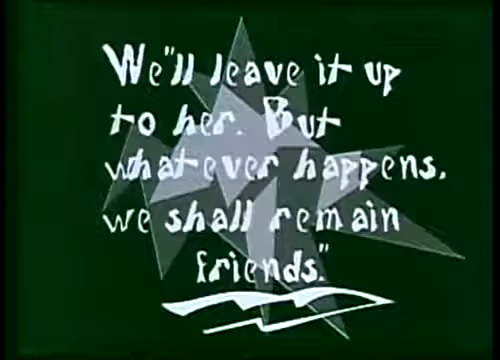 We"ll leave it up
to her. But
whatever happens,
we shall remain
friends."